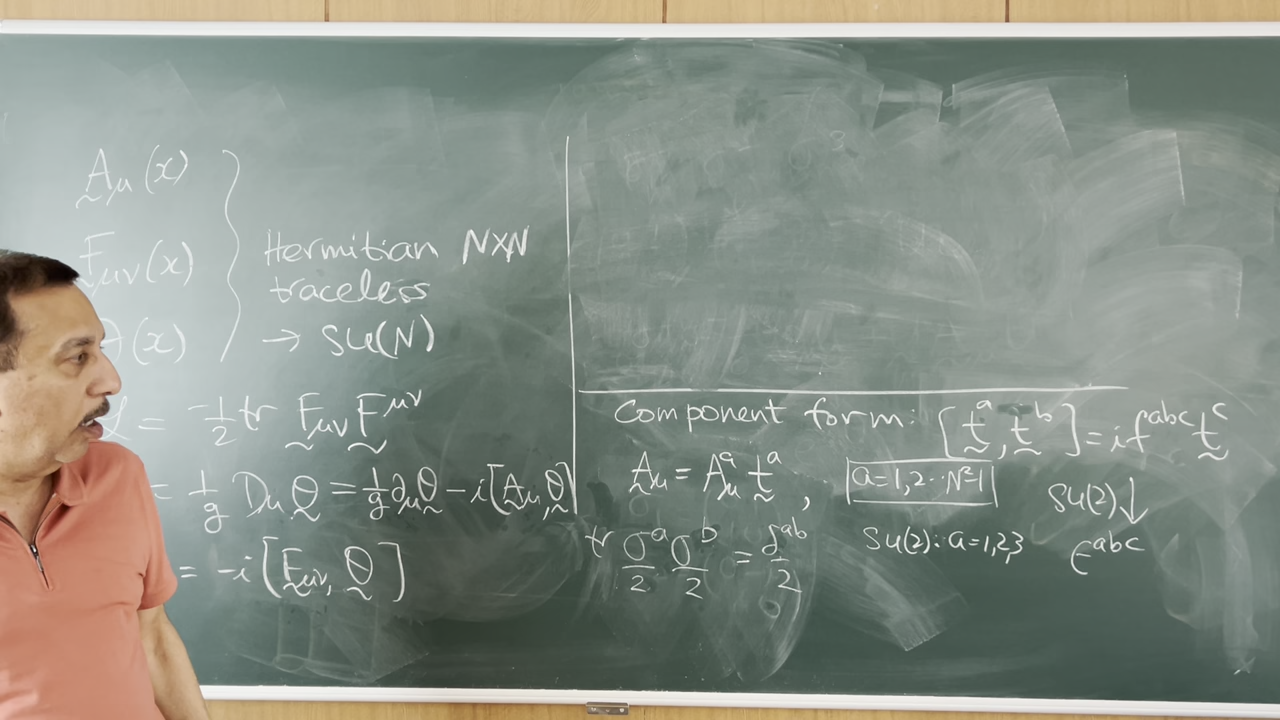 A_μ(x)
F_μν(x)
(x)
Hermitian N×N
traceless
→ SU(N)
L = -1/2 tr F_μν F^μν
= 1/g D_μ θ = 1/g ∂_μ θ - i[A_μ, θ]
= -i[F_μν, θ]
Component form: [t^a, t^b] = i f^abc t^c
A_μ = A_μ^a t^a, a=1,2··N²-1
SU(2)↓
tr σ^a/2 σ^b/2 = δ^ab/2
SU(2): a=1,2,3
ε^abc